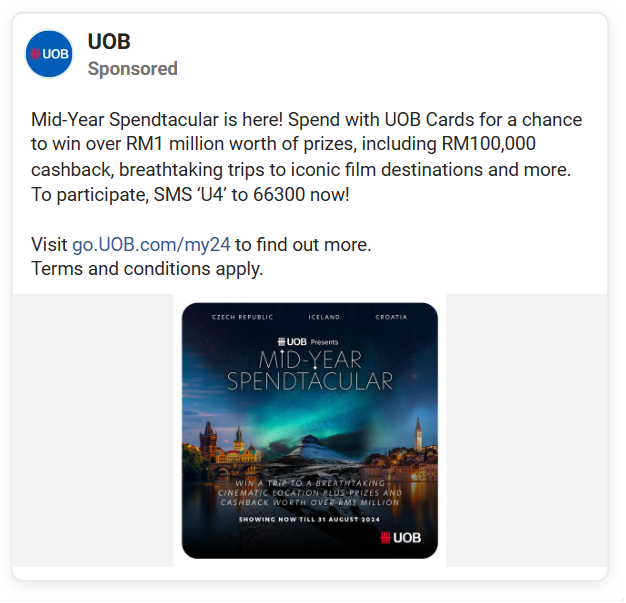 UOB
UOB
Sponsored
Mid-Year Spendtacular is here! Spend with UOB Cards for a chance
to win over RM1 million worth of prizes, including RM100,000
cashback, breathtaking trips to iconic film destinations and more.
To participate, SMS ‘U4’ to 66300 now!
Visit go.UOB.com/my24 to find out more.
Terms and conditions apply.
CZECH REPUBLIC ICELAND CROATIA
UOB Presents
MID-YEAR
SPENDTACULAR
WIN A TRIP TO A BREATHTAKING
CINEMATIC LOCATION PLUS PRIZES AND
CASHBACK WORTH OVER RM1 MILLION
SHOWING NOW TILL 31 AUGUST 2024
UOB